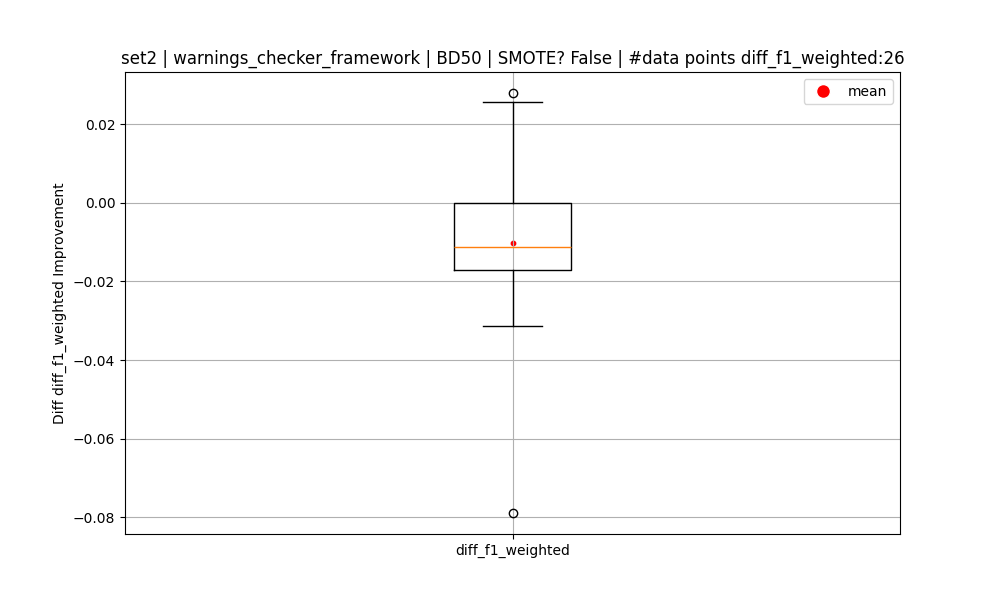 set2 | warnings_checker_framework | BD50 | SMOTE? False | #data points diff_f1_weighted:26
mean
0.02
0.00
−0.02
−0.04
−0.06
−0.08
Diff diff_f1_weighted Improvement
diff_f1_weighted